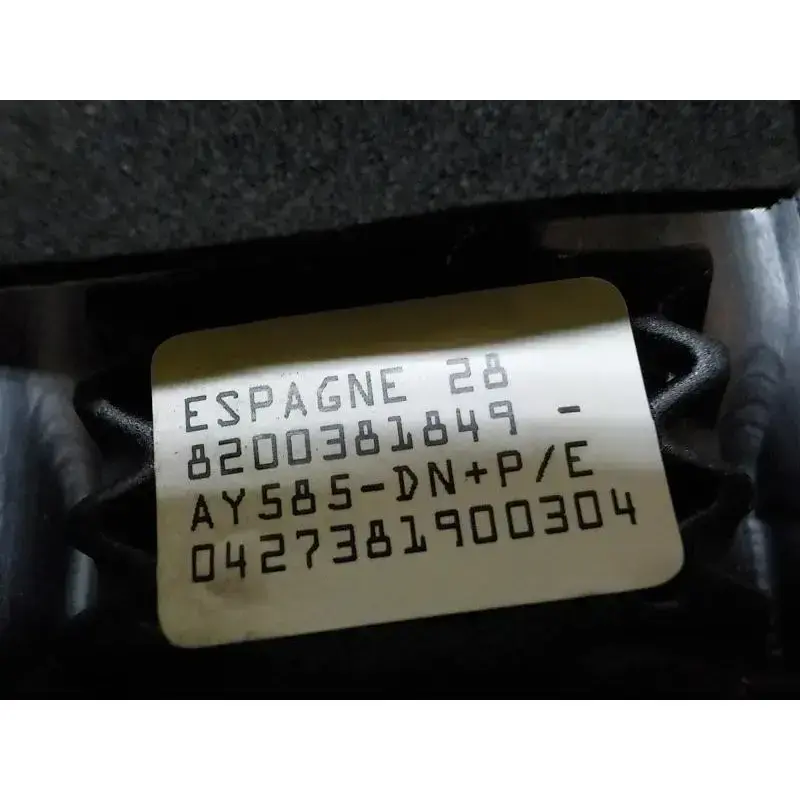 ESPAGNE 28
8200381849 -
AY585-DN+P/E
0427381900304